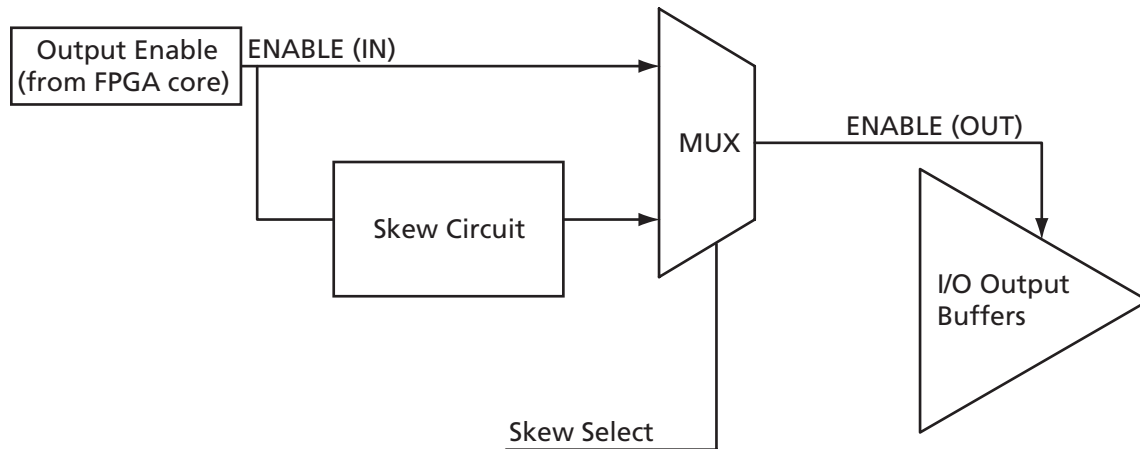 Output Enable
(from FPGA core)
ENABLE (IN)
MUX
ENABLE (OUT)
Skew Circuit
I/O Output
Buffers
Skew Select